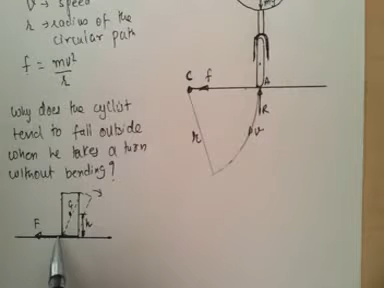 v → speed
r → radius of the
circular path
f = mv²
r
why does the cyclist
tend to fall outside
when he takes a turn
without bending?
mg
C
f
A
R
r
v
G
F
h